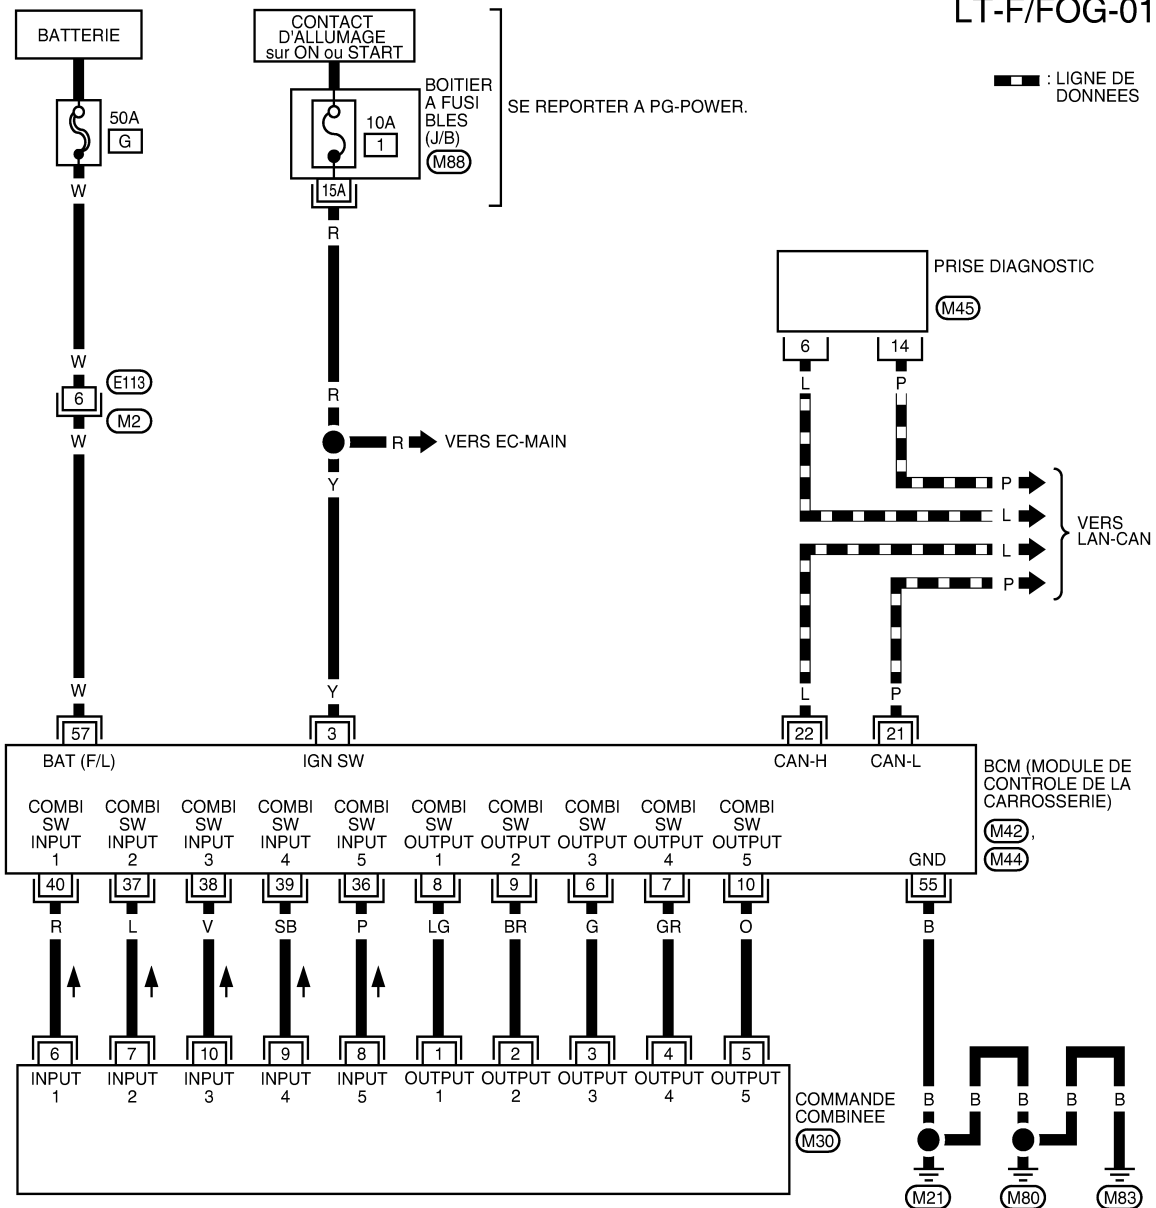 LT-F/FOG-01
BATTERIE
CONTACT
D'ALLUMAGE
sur ON ou START
: LIGNE DE
DONNEES
50A
G
10A
1
BOITIER
A FUSI
BLES
(J/B)
M88
SE REPORTER A PG-POWER.
15A
W
R
PRISE DIAGNOSTIC
M45
6
14
W
R
L
P
6
E113
M2
W
R
VERS EC-MAIN
Y
P
L
L
P
VERS
LAN-CAN
W
Y
L
P
57
3
22
21
BAT (F/L)
IGN SW
CAN-H
CAN-L
BCM (MODULE DE
CONTROLE DE LA
CARROSSERIE)
M42 ,
M44
COMBI COMBI COMBI COMBI COMBI COMBI COMBI COMBI COMBI COMBI
SW SW SW SW SW SW SW SW SW SW
INPUT INPUT INPUT INPUT INPUT OUTPUT OUTPUT OUTPUT OUTPUT OUTPUT
1 2 3 4 5 1 2 3 4 5
GND
40 37 38 39 36 8 9 6 7 10 55
R L V SB P LG BR G GR O B
6 7 10 9 8 1 2 3 4 5
INPUT INPUT INPUT INPUT INPUT OUTPUT OUTPUT OUTPUT OUTPUT OUTPUT
1 2 3 4 5 1 2 3 4 5
COMMANDE
COMBINEE
M30
B B B B B
M21 M80 M83